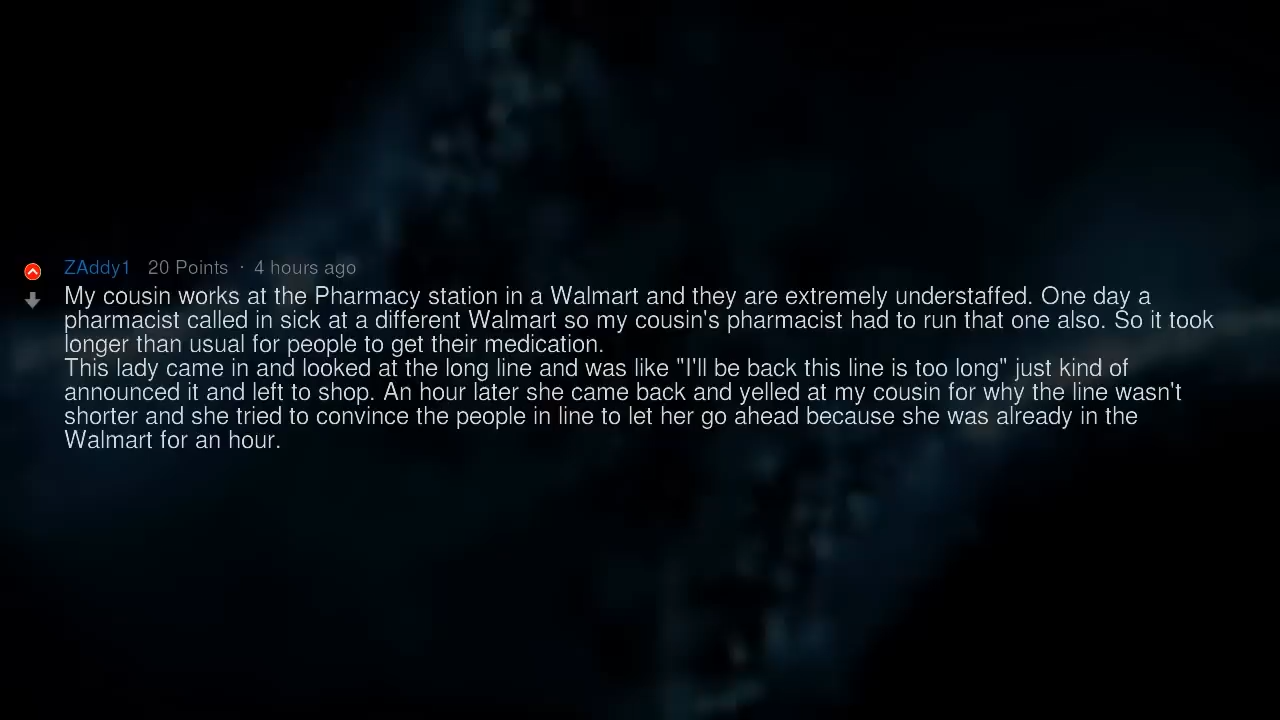 ZAddy1 20 Points · 4 hours ago
My cousin works at the Pharmacy station in a Walmart and they are extremely understaffed. One day a
pharmacist called in sick at a different Walmart so my cousin's pharmacist had to run that one also. So it took
longer than usual for people to get their medication.
This lady came in and looked at the long line and was like "I'll be back this line is too long" just kind of
announced it and left to shop. An hour later she came back and yelled at my cousin for why the line wasn't
shorter and she tried to convince the people in line to let her go ahead because she was already in the
Walmart for an hour.